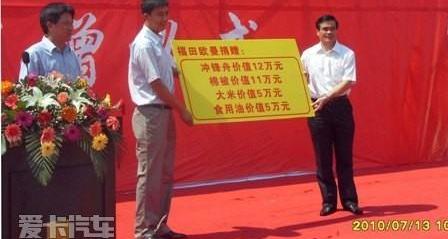 赠
福田欧曼捐赠：
冲锋舟价值12万元
棉被价值11万元
大米价值5万元
食用油价值5万元
爱卡汽车
2010/07/13